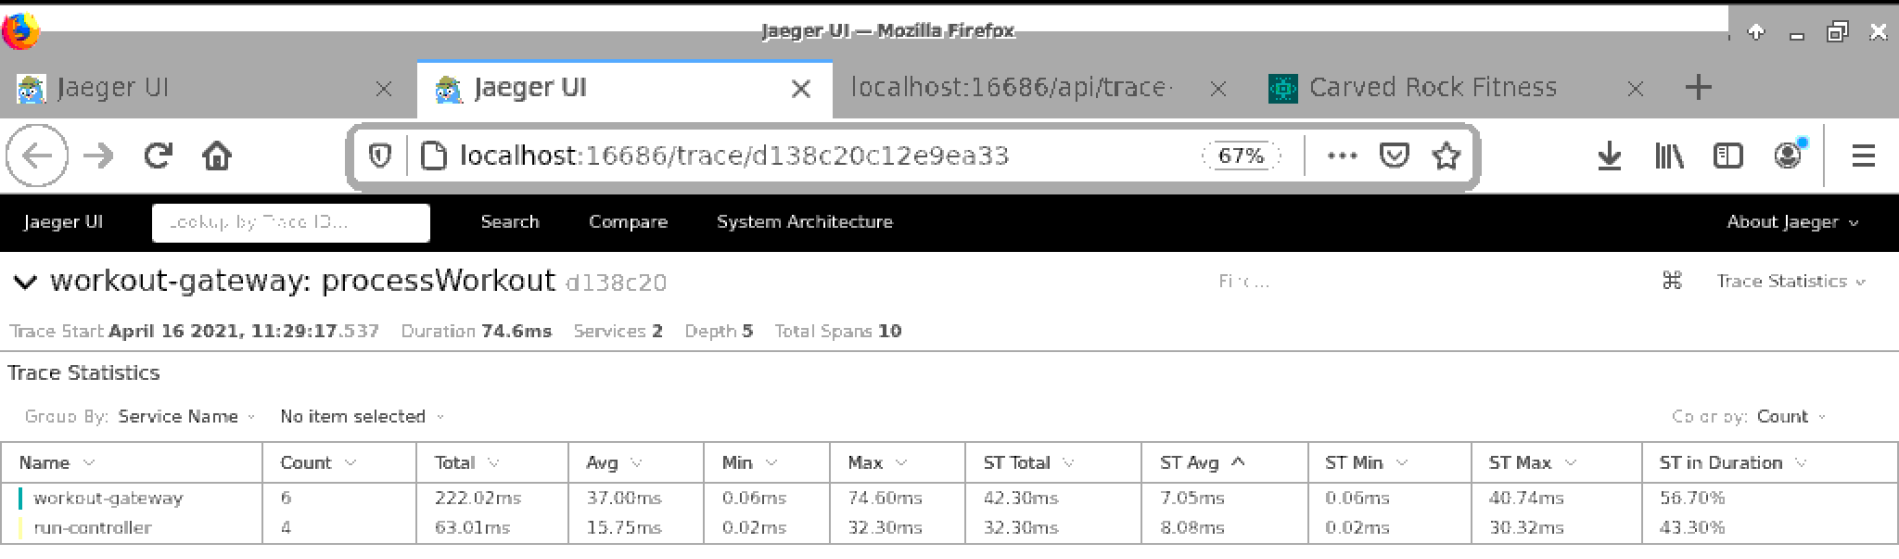 Jaeger UI — Mozilla Firefox
Jaeger UI Jaeger UI localhost:16686/api/trace Carved Rock Fitness
localhost:16686/trace/d138c20c12e9ea33 67%
Jaeger UI Lookup by Trace ID... Search Compare System Architecture About Jaeger
workout-gateway: processWorkout d138c20 Find... Trace Statistics
Trace Start April 16 2021, 11:29:17.537 Duration 74.6ms Services 2 Depth 5 Total Spans 10
Trace Statistics
Group By: Service Name No item selected Color by: Count
Name Count Total Avg Min Max ST Total ST Avg ST Min ST Max ST in Duration
workout-gateway 6 222.02ms 37.00ms 0.06ms 74.60ms 42.30ms 7.05ms 0.06ms 40.74ms 56.70%
run-controller 4 63.01ms 15.75ms 0.02ms 32.30ms 32.30ms 8.08ms 0.02ms 30.32ms 43.30%